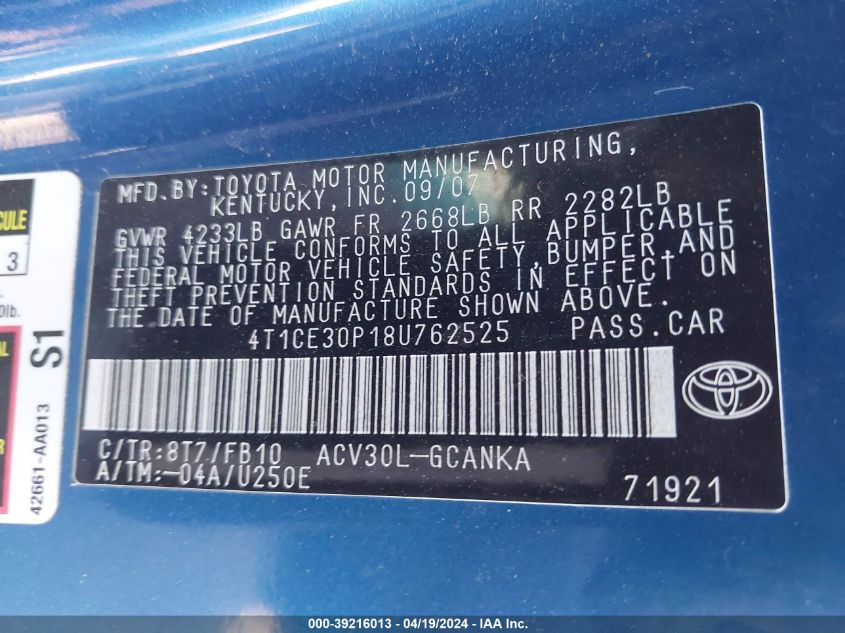 MFD. BY: TOYOTA MOTOR MANUFACTURING,
KENTUCKY, INC. 09/07
GVWR 4233LB GAWR FR 2668LB RR 2282LB
THIS VEHICLE CONFORMS TO ALL APPLICABLE
FEDERAL MOTOR VEHICLE SAFETY, BUMPER, AND
THEFT PREVENTION STANDARDS IN EFFECT ON
THE DATE OF MANUFACTURE SHOWN ABOVE.
4T1CE30P18U762525 PASS. CAR
C/TR: 8T7/FB10 ACV30L-GCANKA
A/TM: -04A/U250E
71921
3
S1
42661-AA013
000-39216013 - 04/19/2024 - IAA Inc.